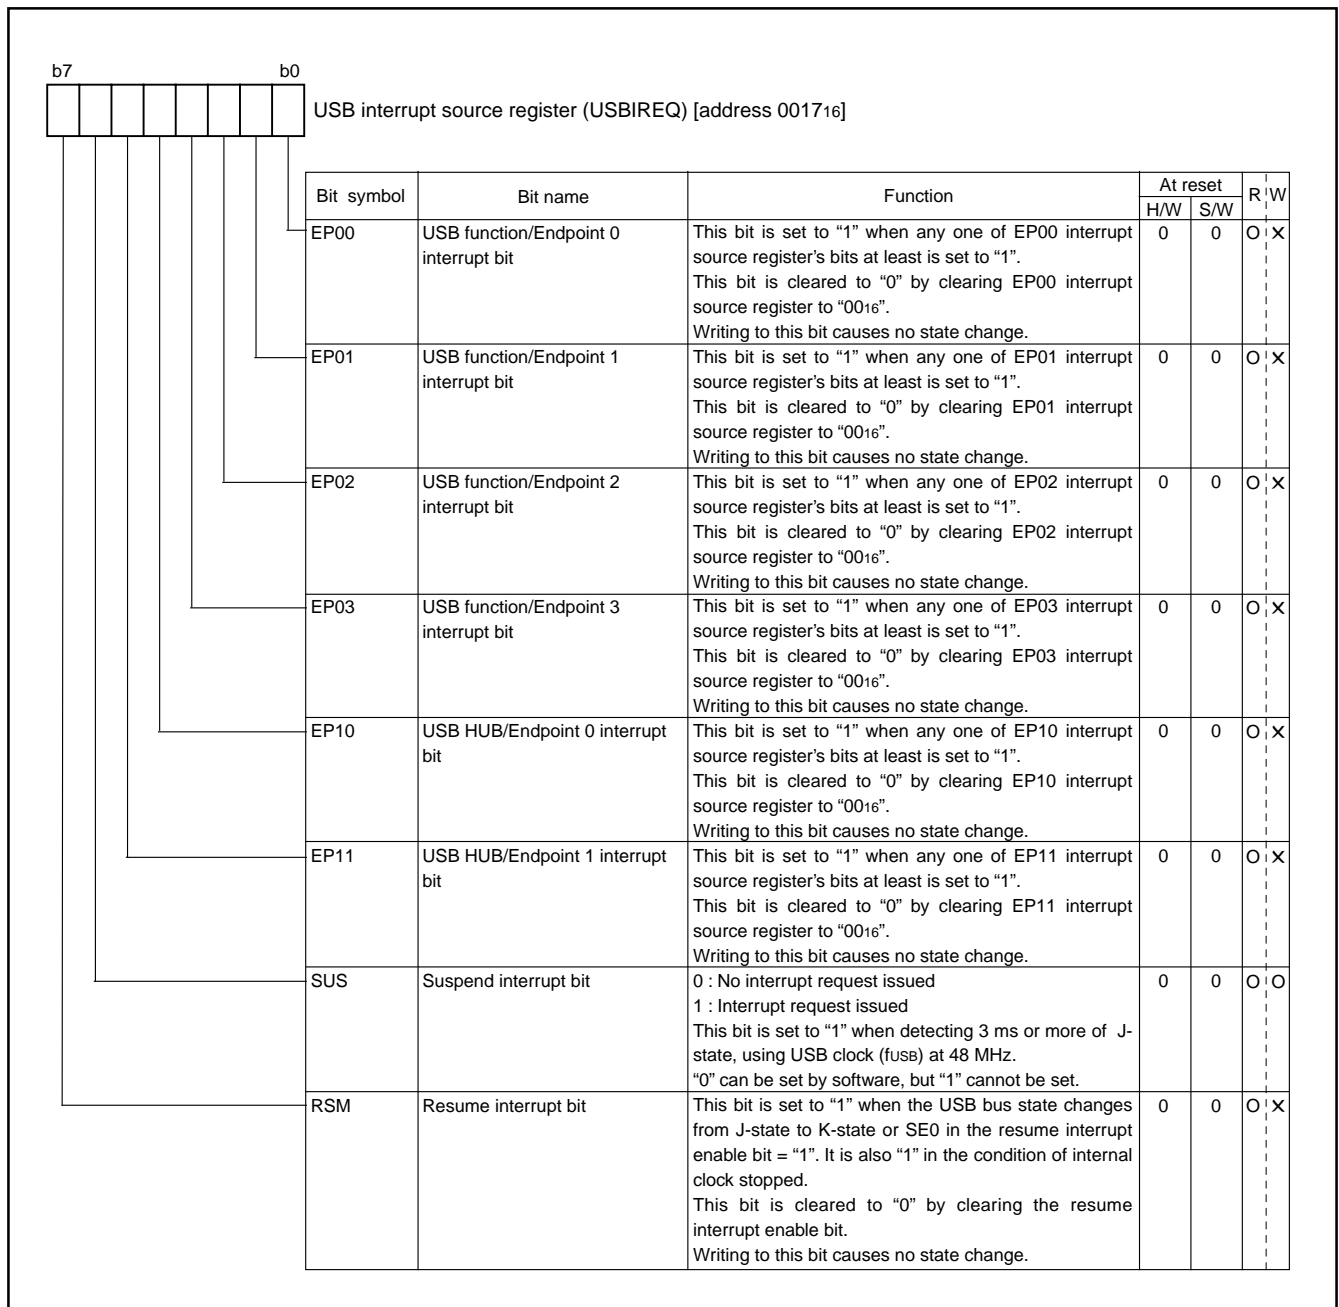 b7 b0
USB interrupt source register (USBIREQ) [address 001716]
Bit symbol Bit name Function At reset R W
H/W S/W
EP00 USB function/Endpoint 0 This bit is set to “1” when any one of EP00 interrupt 0 0 O ×
interrupt bit source register's bits at least is set to “1”.
This bit is cleared to “0” by clearing EP00 interrupt
source register to “0016”.
Writing to this bit causes no state change.
EP01 USB function/Endpoint 1 This bit is set to “1” when any one of EP01 interrupt 0 0 O ×
interrupt bit source register's bits at least is set to “1”.
This bit is cleared to “0” by clearing EP01 interrupt
source register to “0016”.
Writing to this bit causes no state change.
EP02 USB function/Endpoint 2 This bit is set to “1” when any one of EP02 interrupt 0 0 O ×
interrupt bit source register's bits at least is set to “1”.
This bit is cleared to “0” by clearing EP02 interrupt
source register to “0016”.
Writing to this bit causes no state change.
EP03 USB function/Endpoint 3 This bit is set to “1” when any one of EP03 interrupt 0 0 O ×
interrupt bit source register's bits at least is set to “1”.
This bit is cleared to “0” by clearing EP03 interrupt
source register to “0016”.
Writing to this bit causes no state change.
EP10 USB HUB/Endpoint 0 interrupt This bit is set to “1” when any one of EP10 interrupt 0 0 O ×
bit source register's bits at least is set to “1”.
This bit is cleared to “0” by clearing EP10 interrupt
source register to “0016”.
Writing to this bit causes no state change.
EP11 USB HUB/Endpoint 1 interrupt This bit is set to “1” when any one of EP11 interrupt 0 0 O ×
bit source register's bits at least is set to “1”.
This bit is cleared to “0” by clearing EP11 interrupt
source register to “0016”.
Writing to this bit causes no state change.
SUS Suspend interrupt bit 0 : No interrupt request issued 0 0 O O
1 : Interrupt request issued
This bit is set to “1” when detecting 3 ms or more of J-
state, using USB clock (fUSB) at 48 MHz.
“0” can be set by software, but “1” cannot be set.
RSM Resume interrupt bit This bit is set to “1” when the USB bus state changes 0 0 O ×
from J-state to K-state or SE0 in the resume interrupt
enable bit = “1”. It is also “1” in the condition of internal
clock stopped.
This bit is cleared to “0” by clearing the resume
interrupt enable bit.
Writing to this bit causes no state change.